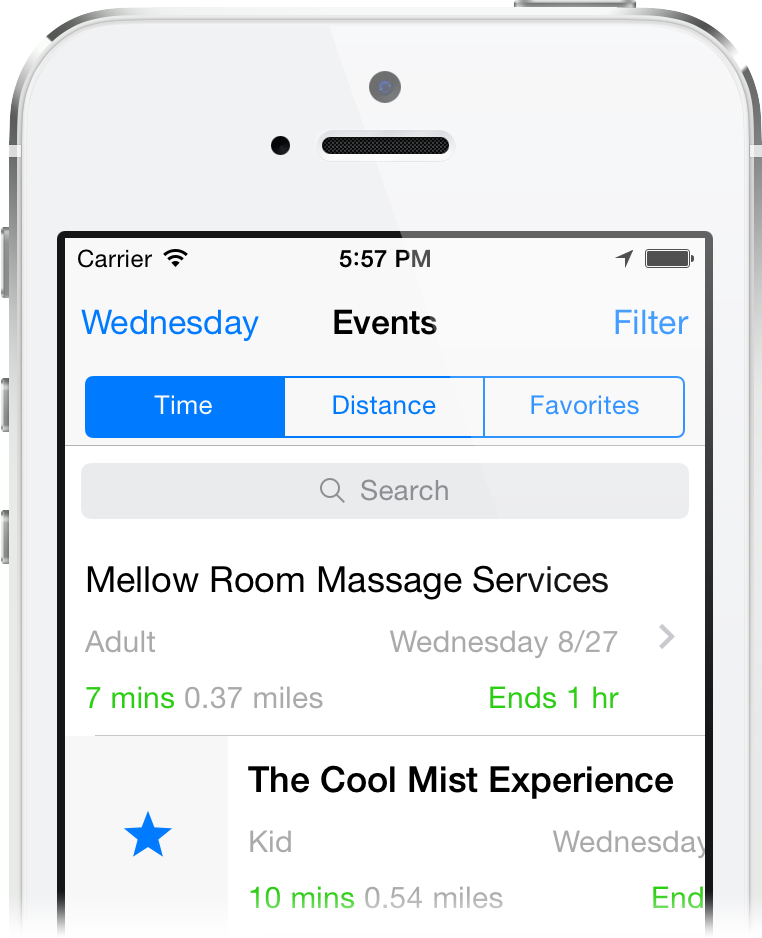 Carrier 5:57 PM
Wednesday Events Filter
Time Distance Favorites
Search
Mellow Room Massage Services
Adult Wednesday 8/27
7 mins 0.37 miles Ends 1 hr
The Cool Mist Experience
Kid Wednesday
10 mins 0.54 miles End